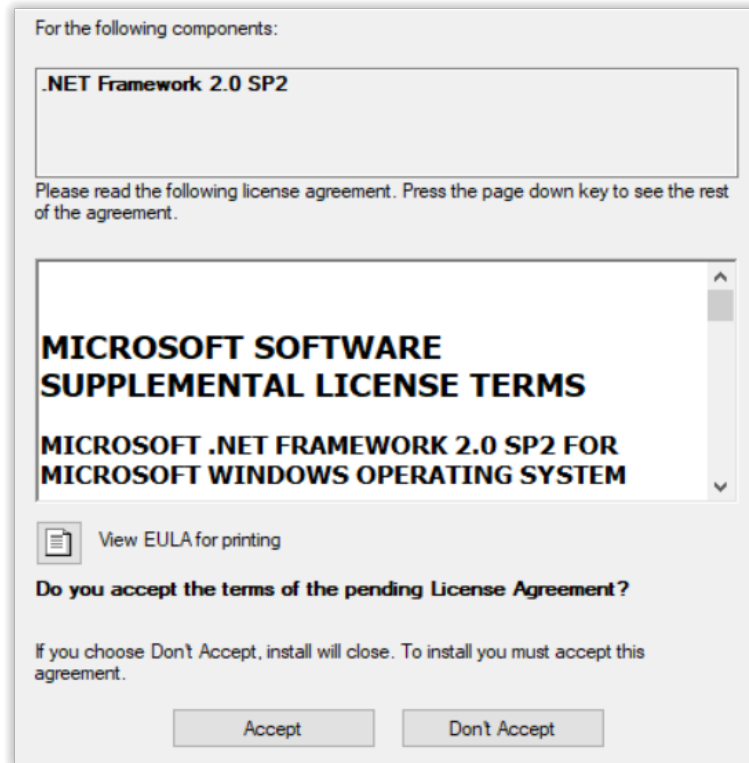 For the following components:
.NET Framework 2.0 SP2
Please read the following license agreement. Press the page down key to see the rest
of the agreement.
MICROSOFT SOFTWARE
SUPPLEMENTAL LICENSE TERMS
MICROSOFT .NET FRAMEWORK 2.0 SP2 FOR
MICROSOFT WINDOWS OPERATING SYSTEM
View EULA for printing
Do you accept the terms of the pending License Agreement?
If you choose Don't Accept, install will close. To install you must accept this
agreement.
Accept
Don't Accept